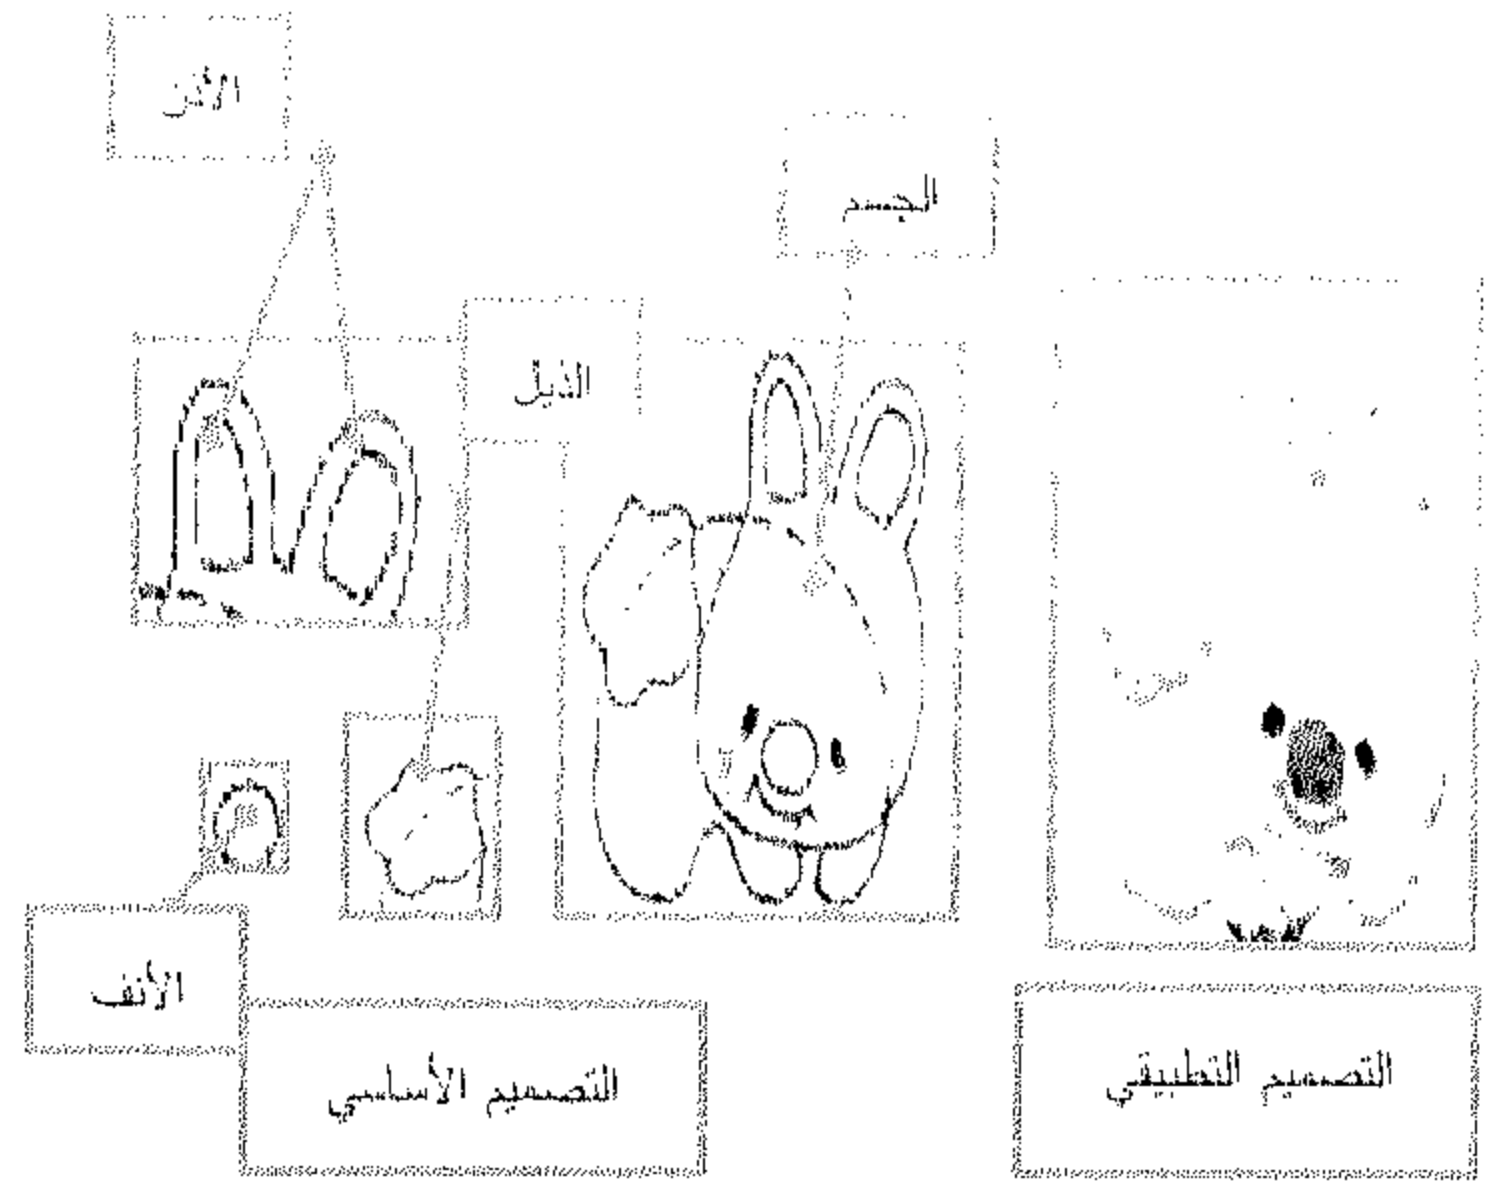 الأذن
الجسم
الذيل
الأنف
التصميم الأساسي
التصميم التطبيقي